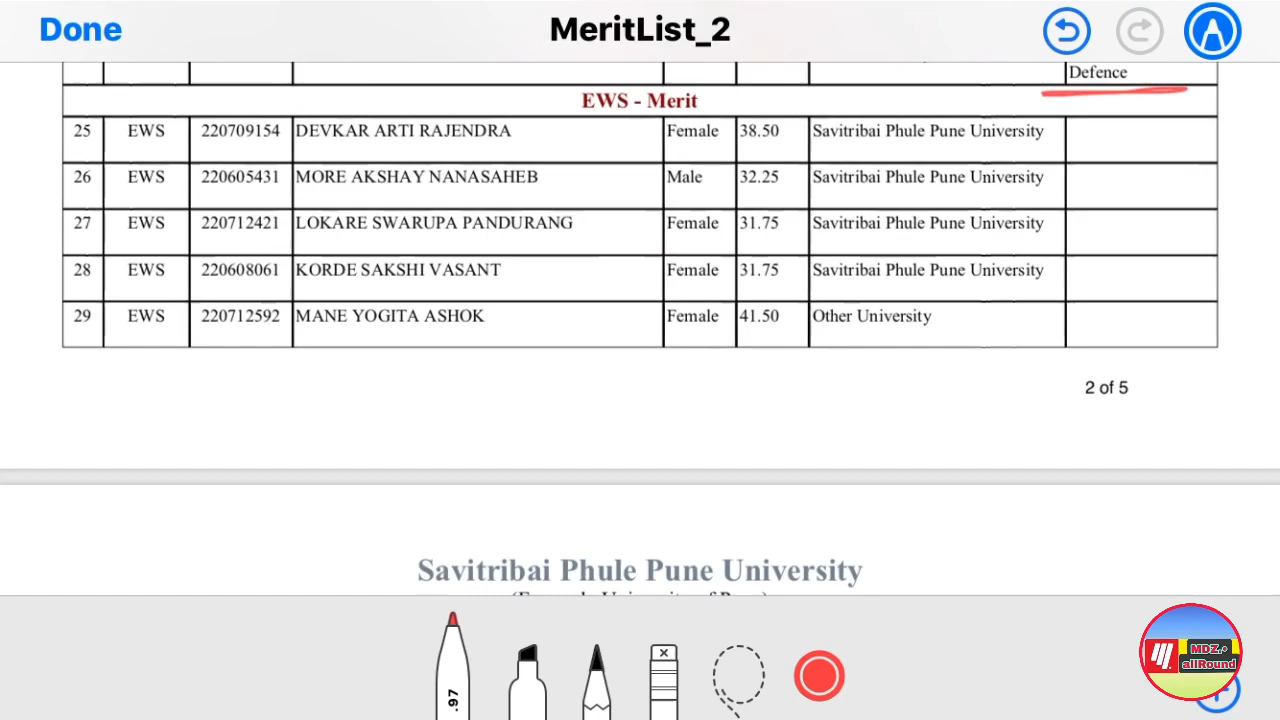 Done
MeritList_2
Defence
EWS - Merit
25 EWS 220709154 DEVKAR ARTI RAJENDRA Female 38.50 Savitribai Phule Pune University
26 EWS 220605431 MORE AKSHAY NANASAHEB Male 32.25 Savitribai Phule Pune University
27 EWS 220712421 LOKARE SWARUPA PANDURANG Female 31.75 Savitribai Phule Pune University
28 EWS 220608061 KORDE SAKSHI VASANT Female 31.75 Savitribai Phule Pune University
29 EWS 220712592 MANE YOGITA ASHOK Female 41.50 Other University
2 of 5
Savitribai Phule Pune University
MDZ.
allRound
.97